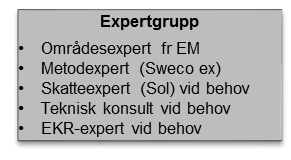 Expertgrupp
• Områdesexpert fr EM
• Metodexpert (Sweco ex)
• Skatteexpert (Sol) vid behov
• Teknisk konsult vid behov
• EKR-expert vid behov